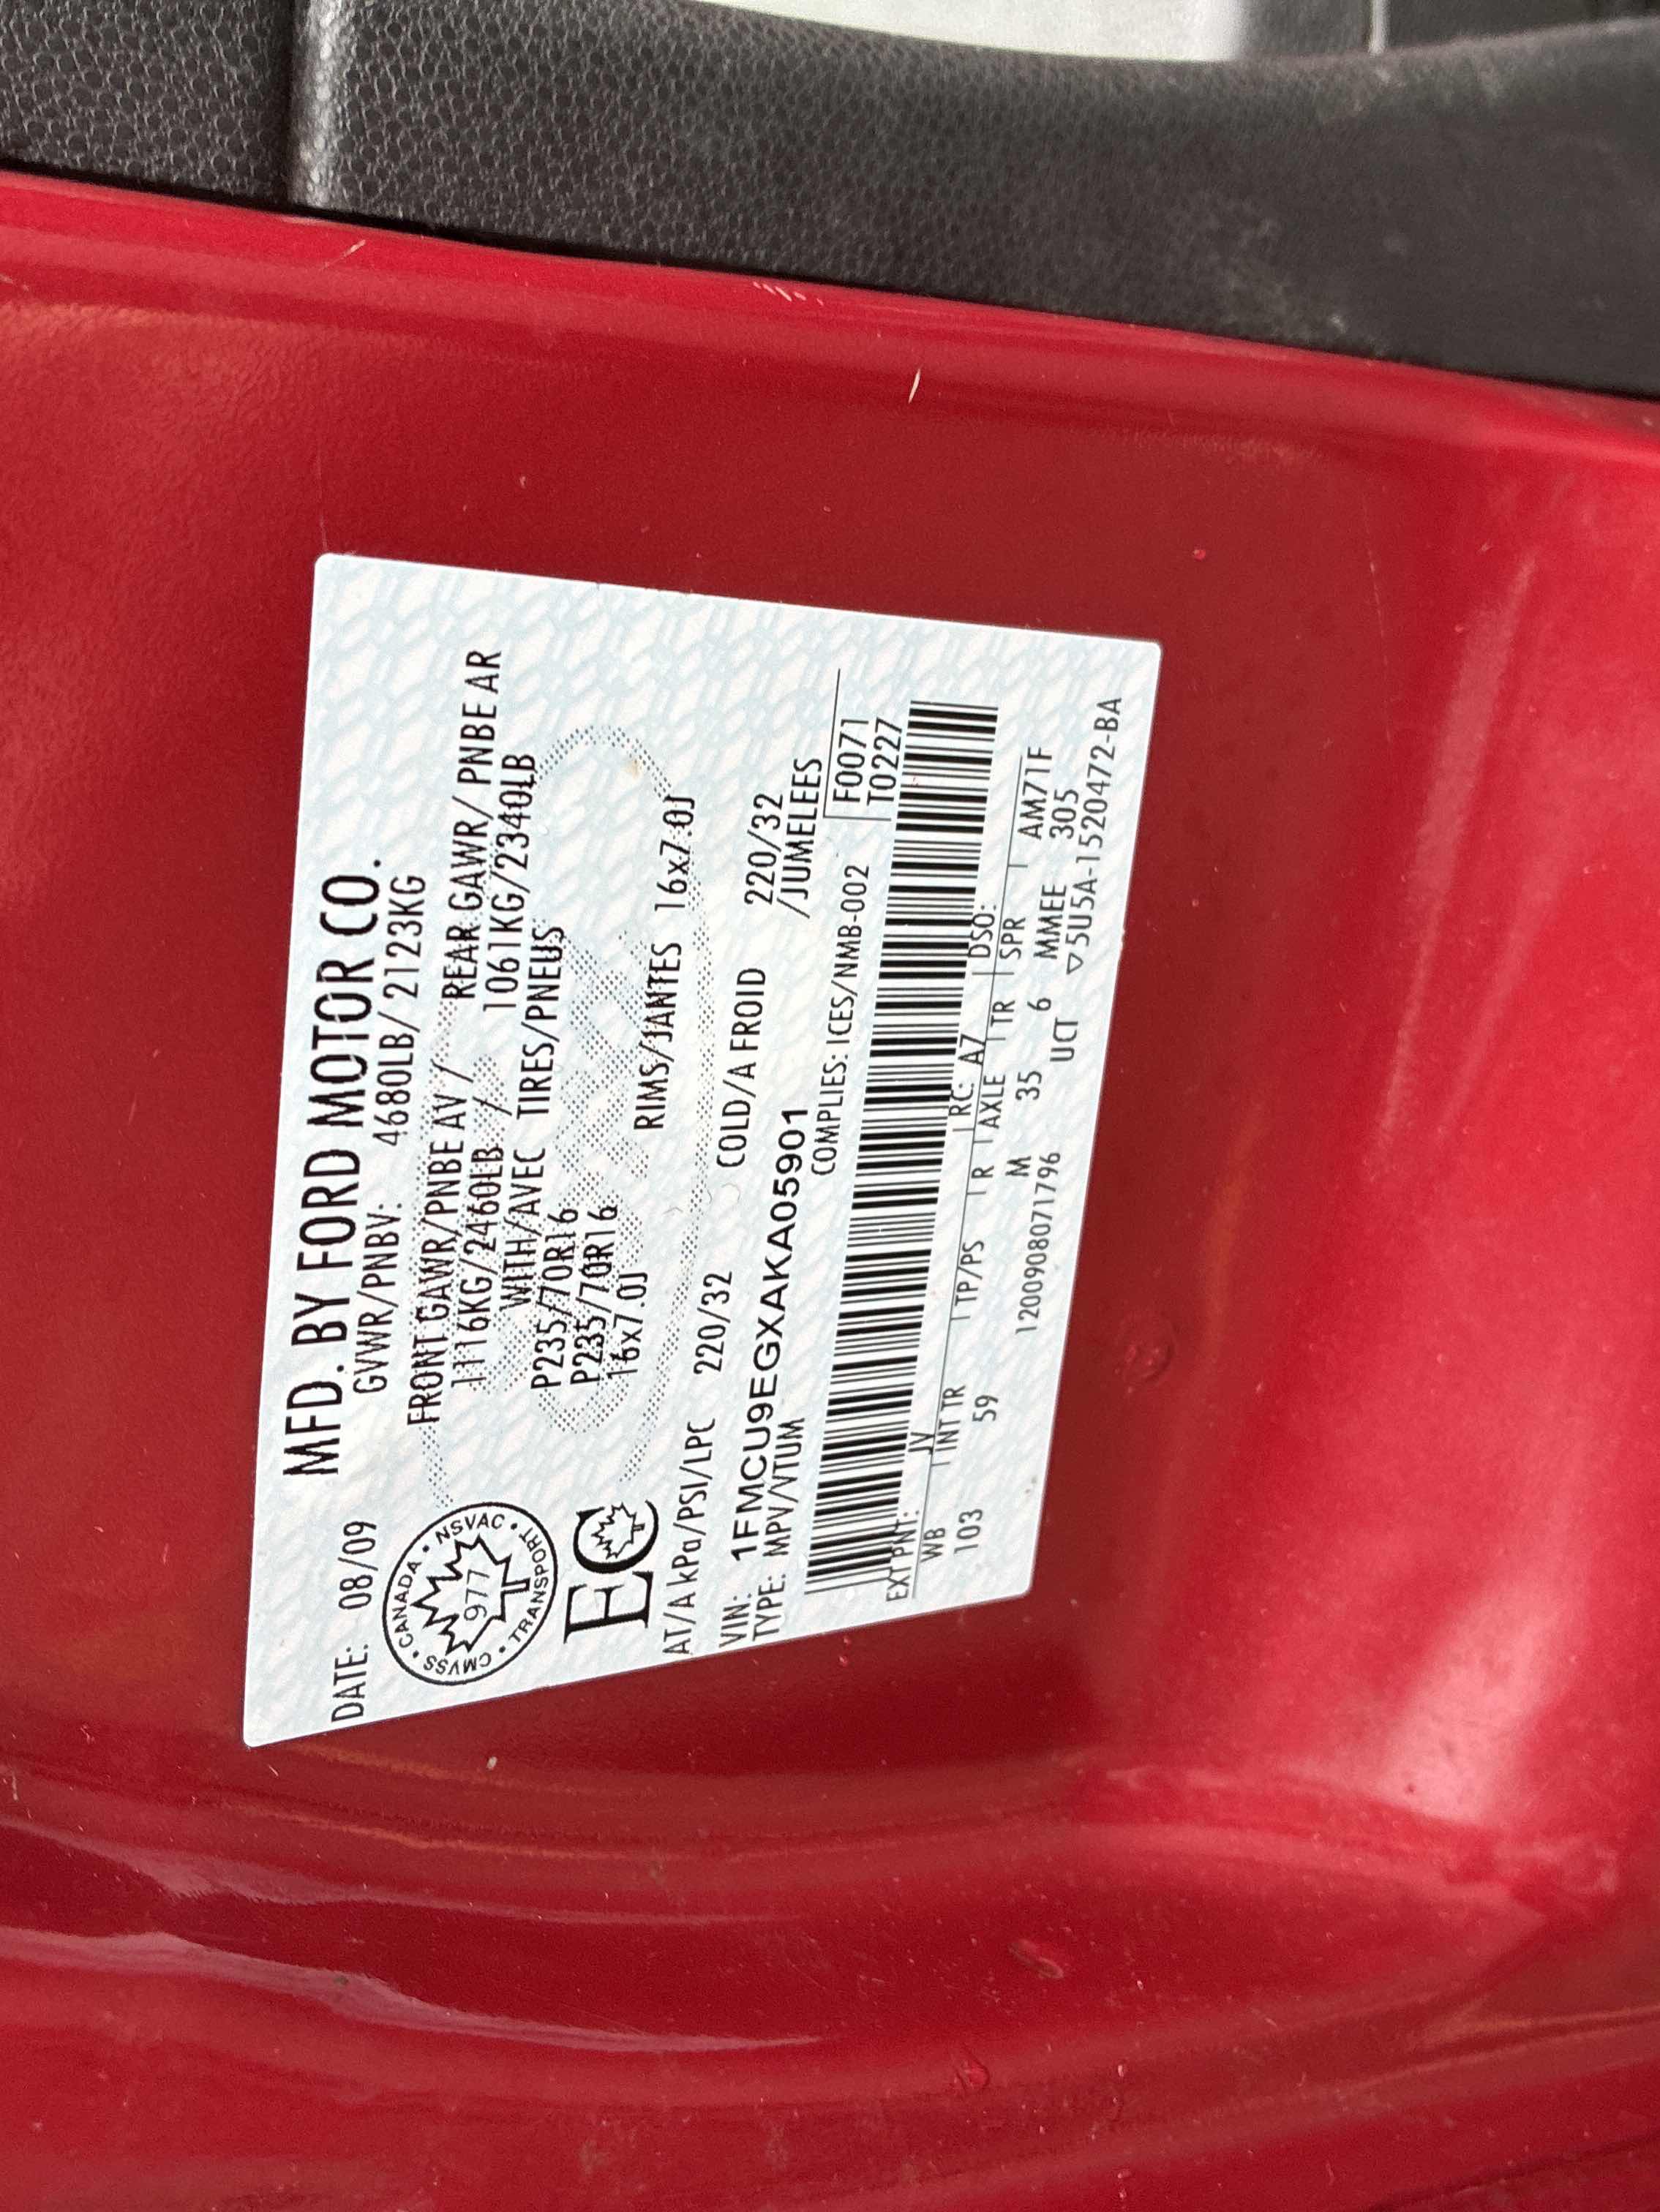 DATE: 08/09 MFD. BY FORD MOTOR CO.
GVWR/PNBV: 4680LB/ 2123KG
CANADA • NSVAC • TRANSPORT • CMVSS •
977
FRONT GAWR/PNBE AV / REAR GAWR/ PNBE AR
1116KG/2460LB / 1061KG/2340LB
WITH/AVEC TIRES/PNEUS
P235/70R16
P235/70R16
16x7.0J RIMS/JANTES 16x7.0J
EC
AT/A kPa/PSI/LPC 220/32 COLD/A FROID 220/32
VIN: 1FMCU9EGXAKA05901 /JUMELEES
TYPE: MPV/VTUM COMPLIES: ICES/NMB-002 F0071
T0227
EXT PNT: JV RC: A7 DSO:
WB INT TR TP/PS R AXLE TR SPR AM71F
103 59 M 35 6 MMEE 305
1200908071796 UCT ▽5U5A-1520472-BA